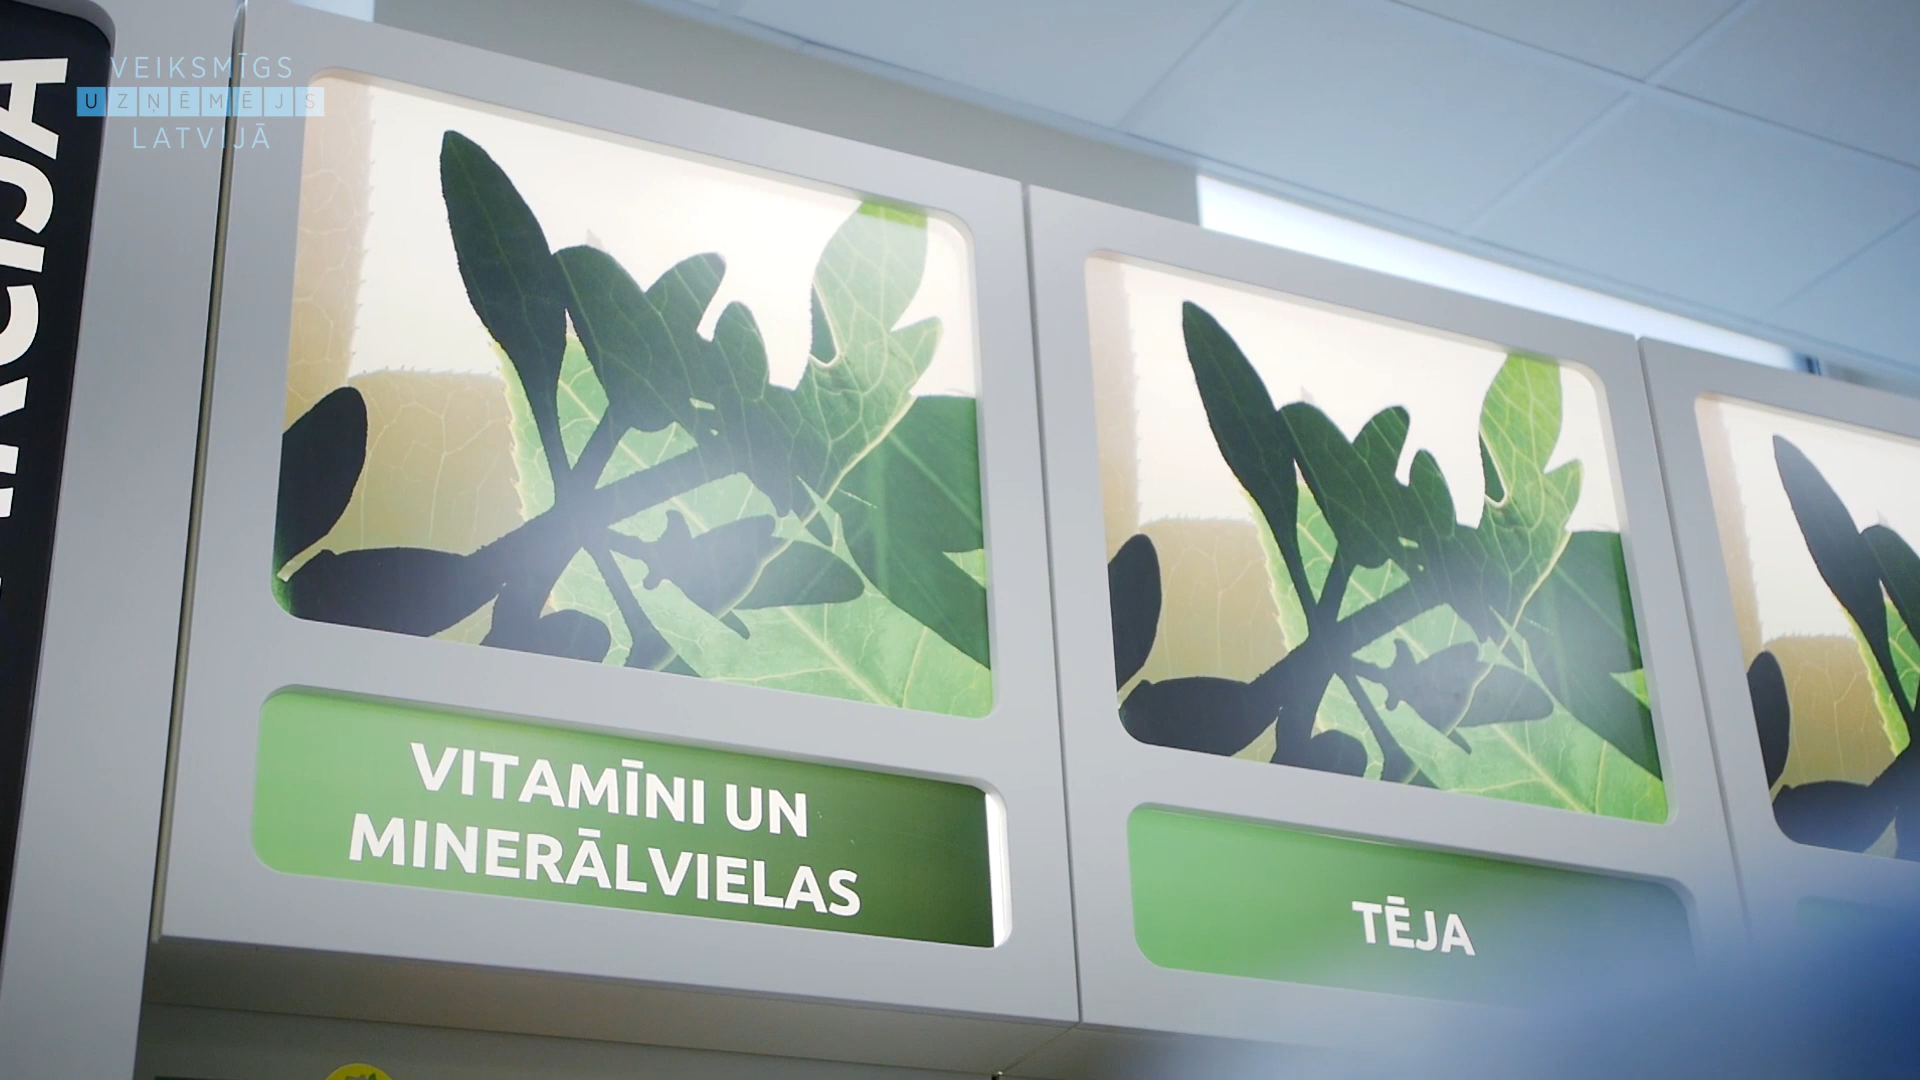 VEIKSMĪGS
UZŅĒMĒJS
LATVIJĀ
VITAMĪNI UN
MINERĀLVIELAS
TĒJA